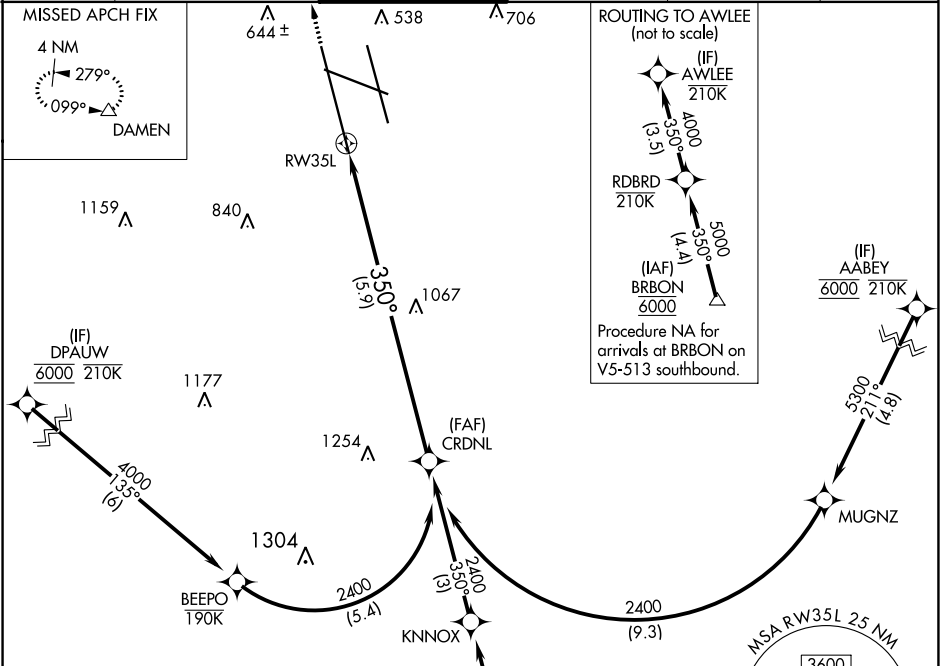 MISSED APCH FIX
4 NM
279°
099°
DAMEN
644 ±
538
706
RW35L
1159
840
350°
(5.9)
1067
ROUTING TO AWLEE
(not to scale)
(IF)
AWLEE
210K
4000
350°
(3.5)
RDBRD
210K
5000
350°
(4.4)
(IAF)
BRBON
6000
Procedure NA for
arrivals at BRBON on
V5-513 southbound.
(IF)
AABEY
6000 210K
5300
211°
(4.8)
MUGNZ
(IF)
DPAUW
6000 210K
1177
4000
135°
(6)
1254
(FAF)
CRDNL
1304
BEEPO
190K
2400
(5.4)
2400
350°
(3)
KNNOX
2400
(9.3)
MSA RW35L 25 NM
3600